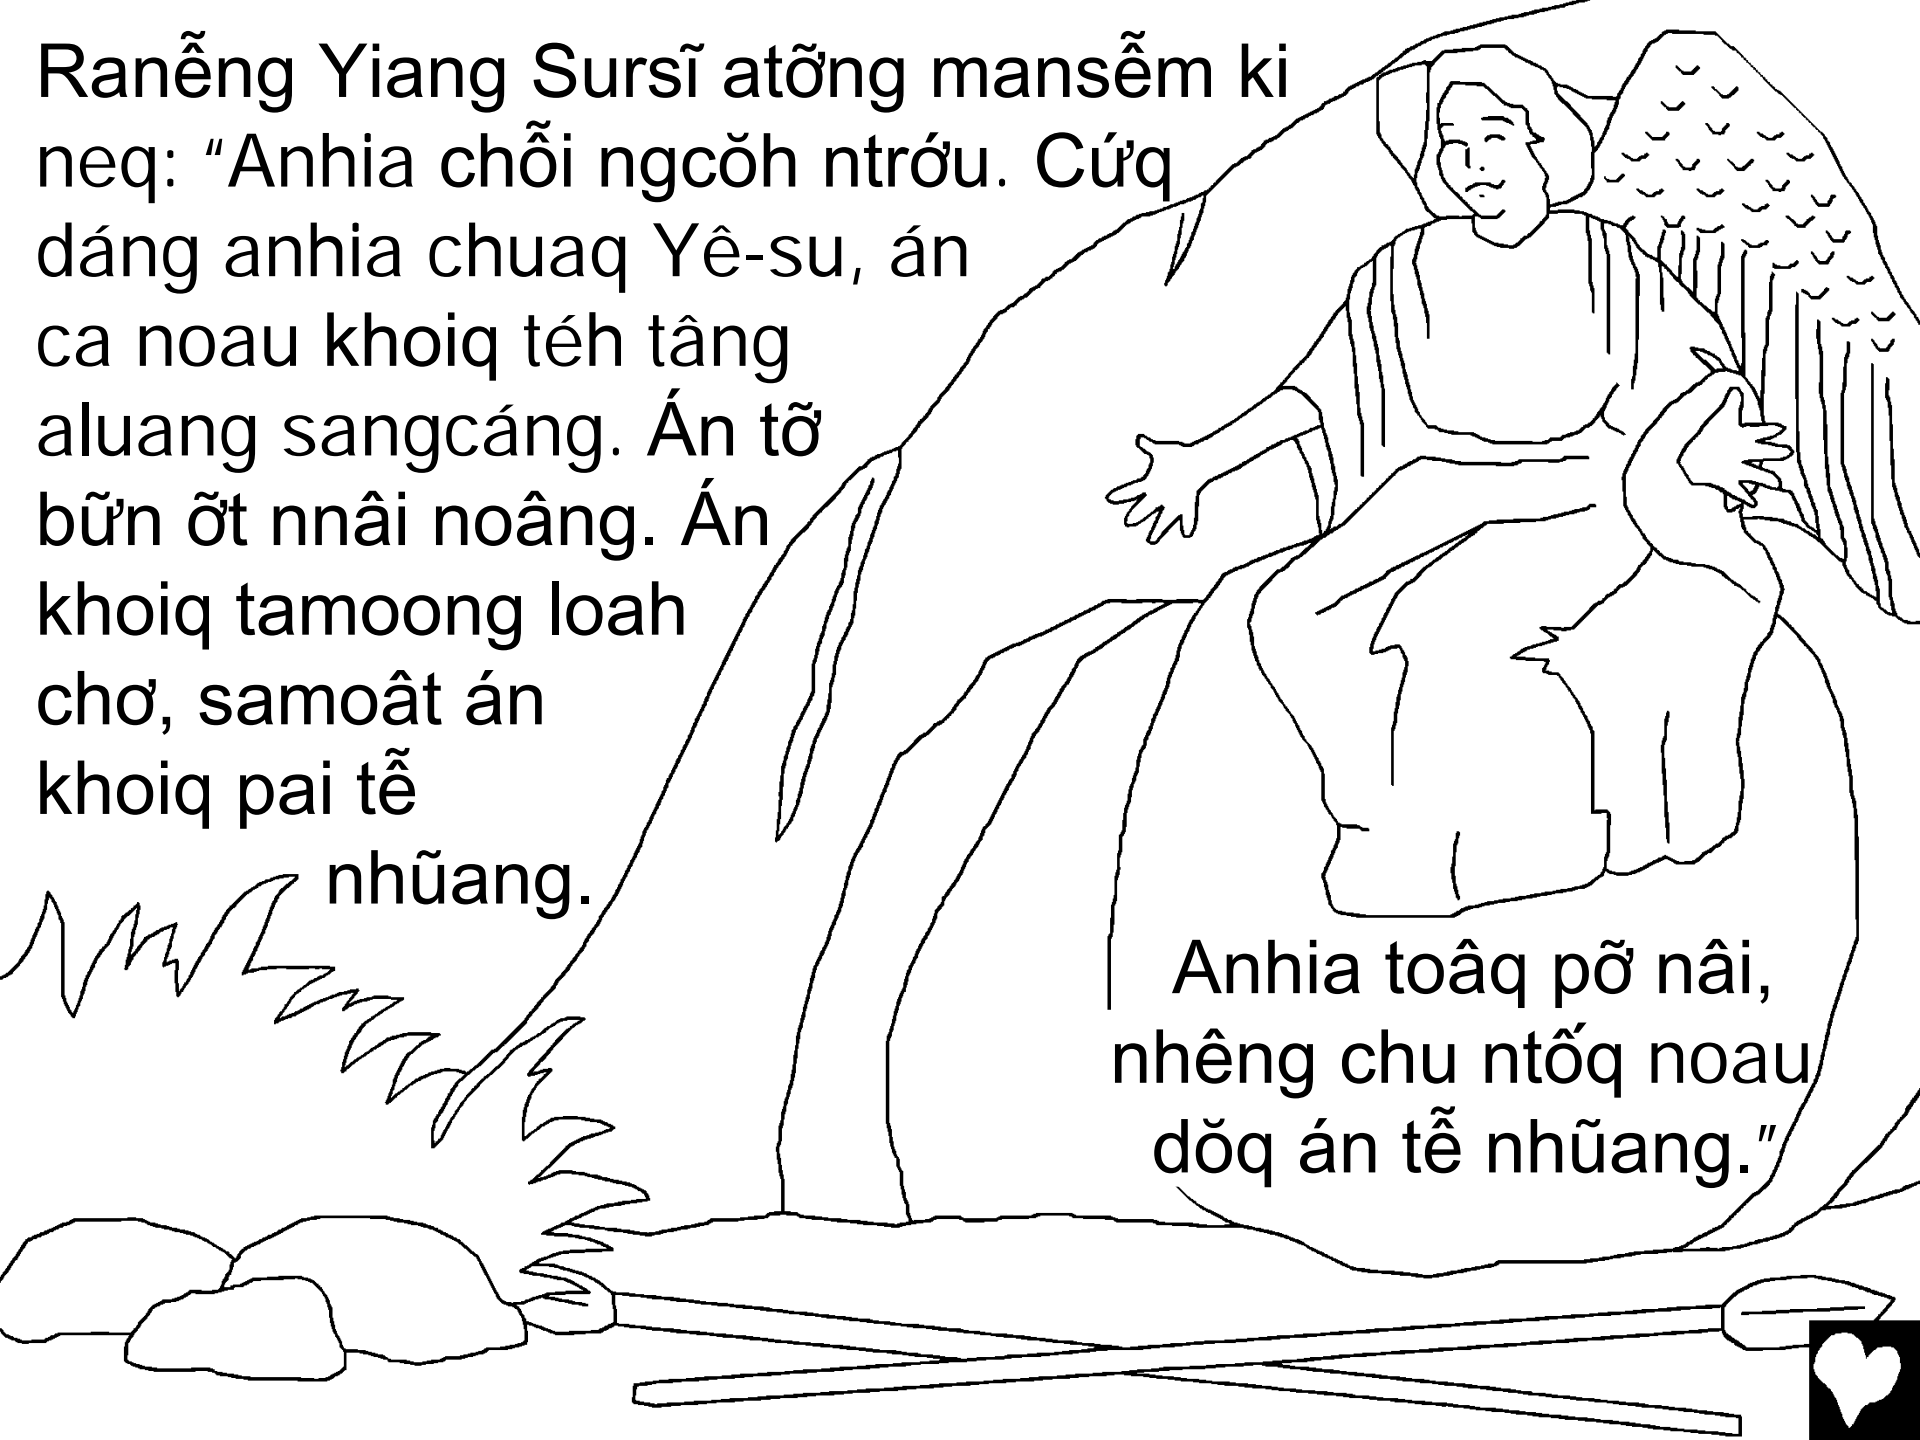 Ranễng Yiang Sursĩ atỡng mansễm ki
neq: “Anhia chỗi ngcŏh ntrớu. Cứq
dáng anhia chuaq Yê-su, án
ca noau khoiq téh tâng
aluang sangcáng. Án tỡ
bữn ỡt nnâi noâng. Án
khoiq tamoong loah
chơ, samoât án
khoiq pai tễ
nhũang.
Anhia toâq pỡ nâi,
nhêng chu ntốq noau
dŏq án tễ nhũang.”